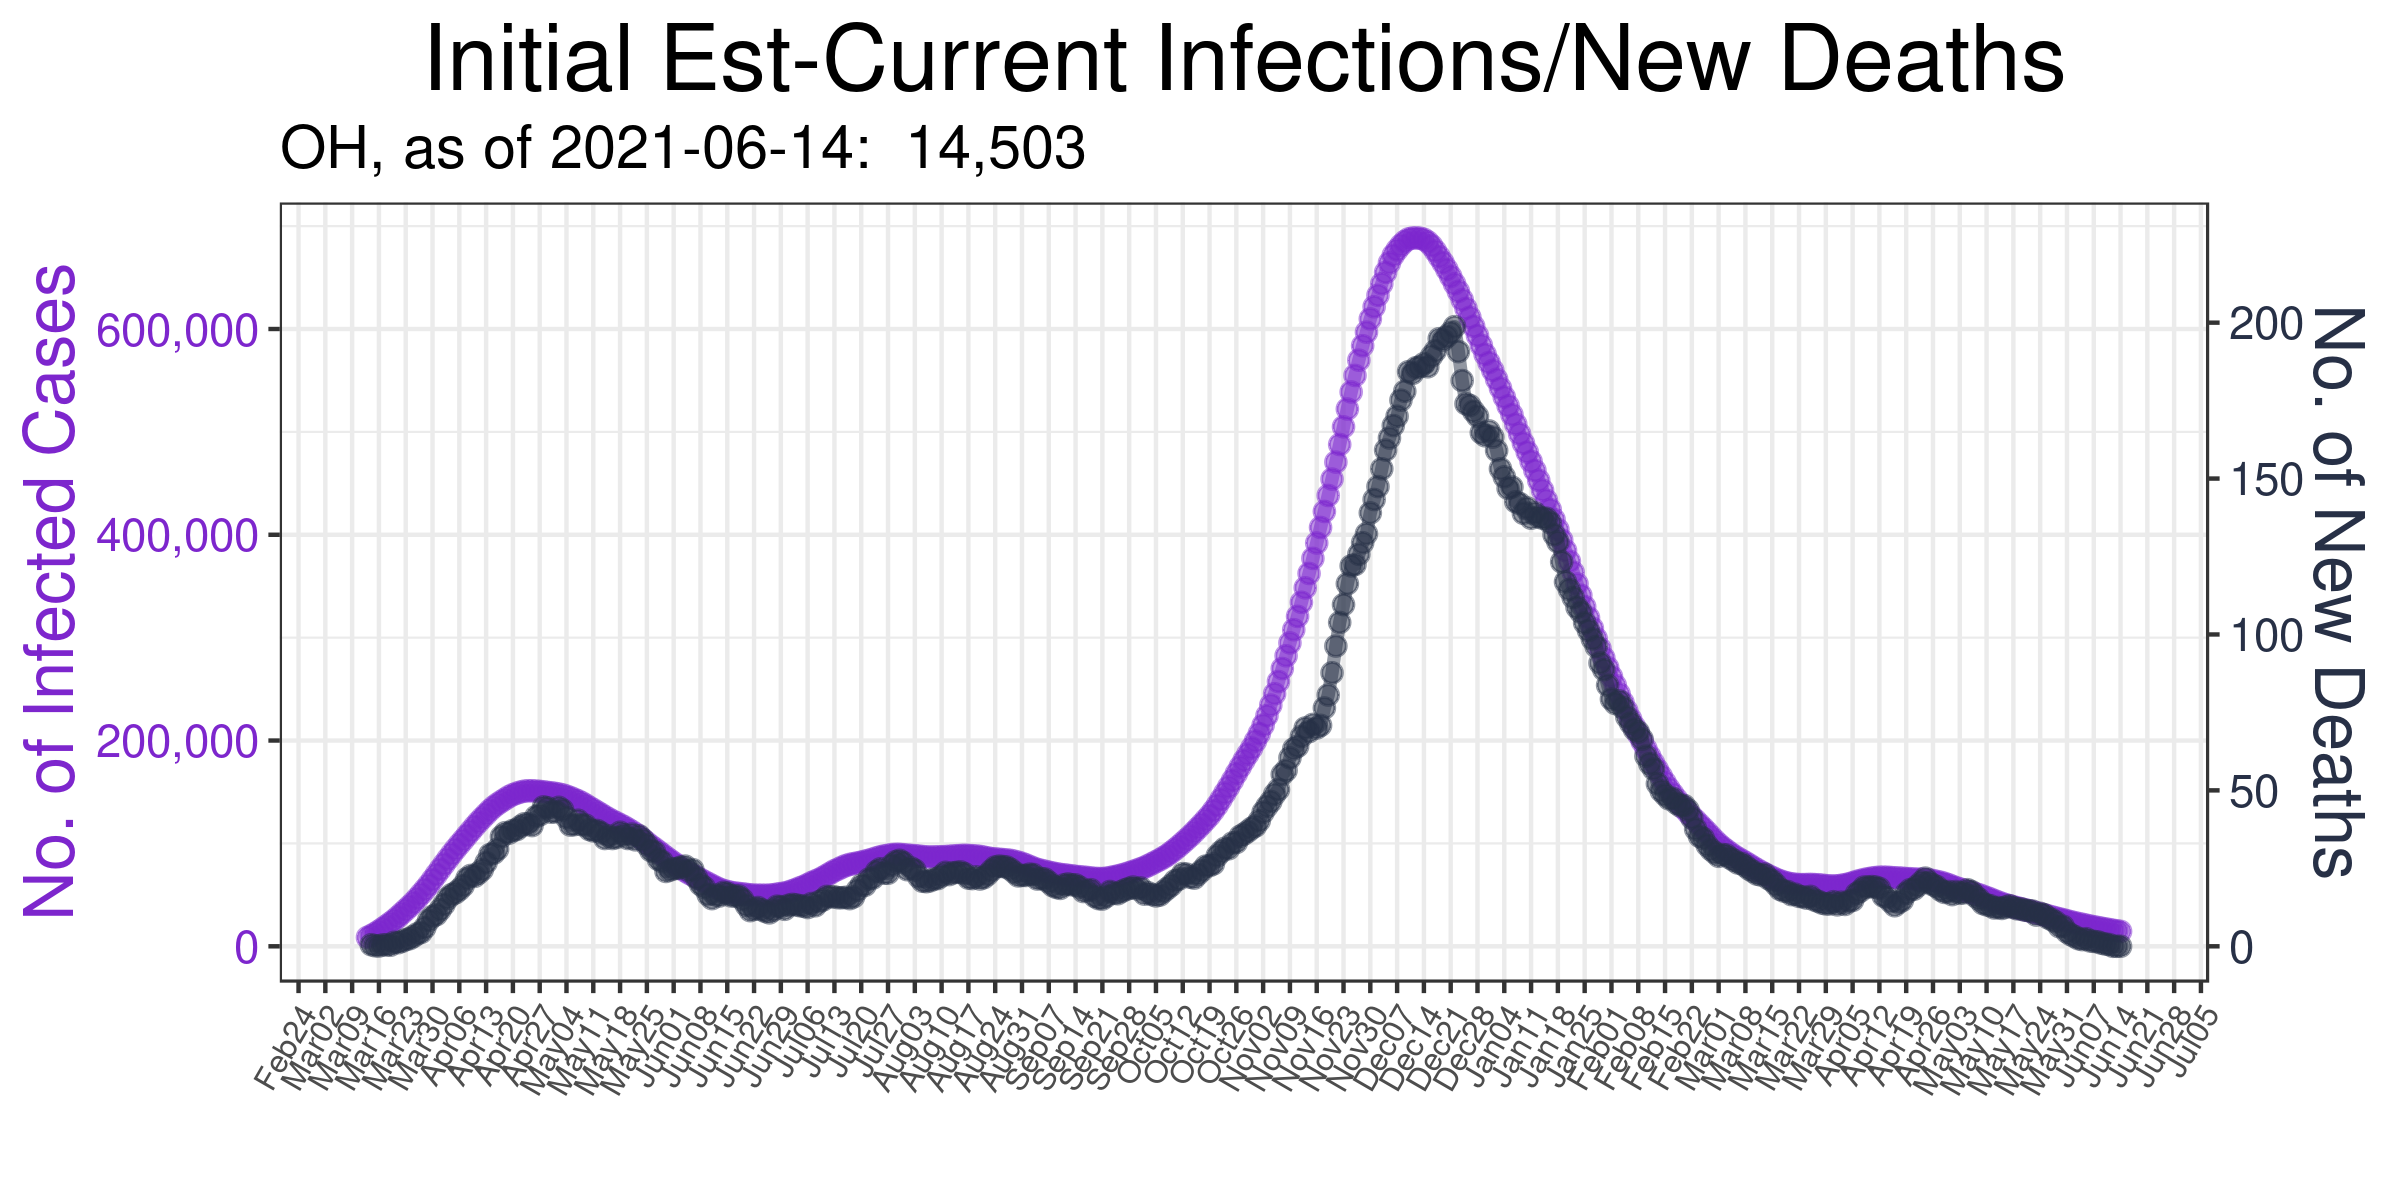 Initial Est-Current Infections/New Deaths
OH, as of 2021-06-14: 14,503
No. of Infected Cases
600,000
400,000
200,000
0
200
150
100
50
0
No. of New Deaths
Feb24
Mar02
Mar09
Mar16
Mar23
Mar30
Apr06
Apr13
Apr20
Apr27
May04
May11
May18
May25
Jun01
Jun08
Jun15
Jun22
Jun29
Jul06
Jul13
Jul20
Jul27
Aug03
Aug10
Aug17
Aug24
Aug31
Sep07
Sep14
Sep21
Sep28
Oct05
Oct12
Oct19
Oct26
Nov02
Nov09
Nov16
Nov23
Nov30
Dec07
Dec14
Dec21
Dec28
Jan04
Jan11
Jan18
Jan25
Feb01
Feb08
Feb15
Feb22
Mar01
Mar08
Mar15
Mar22
Mar29
Apr05
Apr12
Apr19
Apr26
May03
May10
May17
May24
May31
Jun07
Jun14
Jun21
Jun28
Jul05